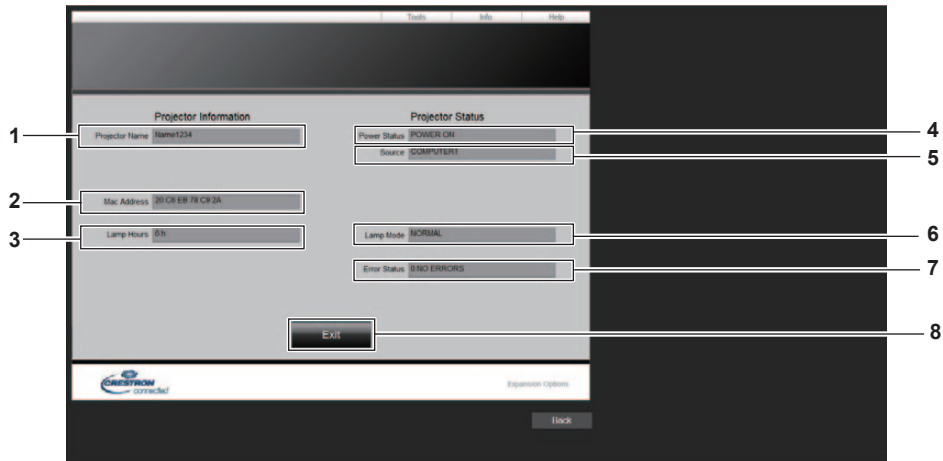 Tools Info Help
Projector Information Projector Status
1 Projector Name Name1234 Power Status POWER ON 4
Source COMPUTER1 5
2 Mac Address 20:C6:EB:78:C9:2A
3 Lamp Hours 6 h Lamp Mode NORMAL 6
Error Status 0:NO ERRORS 7
Exit 8
CRESTRON connected Expansion Options
Back